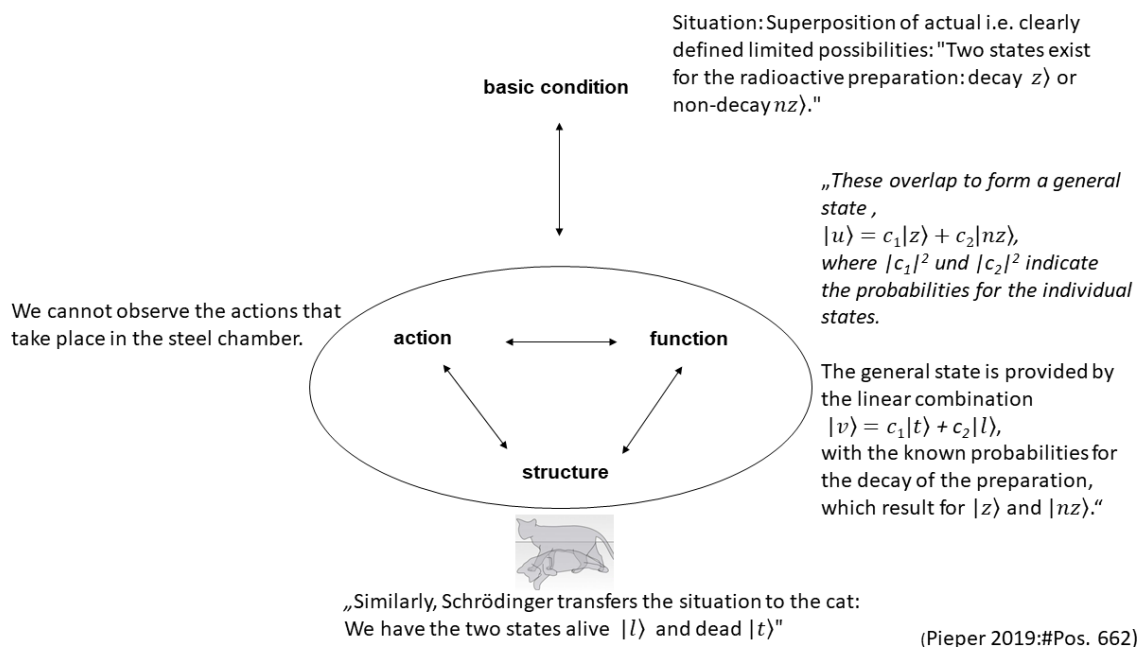 Situation: Superposition of actual i.e. clearly
defined limited possibilities: "Two states exist
for the radioactive preparation: decay z⟩ or
non-decay nz⟩."
basic condition
„These overlap to form a general
state ,
|u⟩ = c₁|z⟩ + c₂|nz⟩,
where |c₁|² und |c₂|² indicate
the probabilities for the individual
states.
We cannot observe the actions that
take place in the steel chamber.
action
function
structure
The general state is provided by
the linear combination
|v⟩ = c₁|t⟩ + c₂|l⟩,
with the known probabilities for
the decay of the preparation,
which result for |z⟩ and |nz⟩.“
„Similarly, Schrödinger transfers the situation to the cat:
We have the two states alive |l⟩ and dead |t⟩"
(Pieper 2019:#Pos. 662)